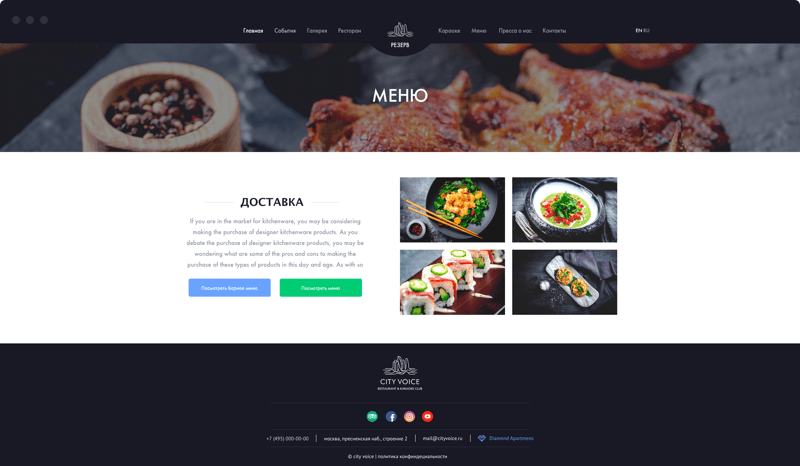 Главная События Галерея Ресторан Караоке Меню Пресса о нас Контакты EN RU
РЕЗЕРВ
МЕНЮ
ДОСТАВКА
If you are in the market for kitchenware, you may be considering
making the purchase of designer kitchenware products. As you
debate the purchase of designer kitchenware products, you may be
wondering what are some of the pros and cons to making the
purchase of these types of products in this day and age. As with so
Посмотреть барное меню Посмотреть меню
CITY VOICE
RESTAURANT & KARAOKE CLUB
+7 (495) 000-00-00 москва, пресненская наб., строение 2 mail@cityvoice.ru Diamond Apartmens
© city voice | политика конфиденциальности